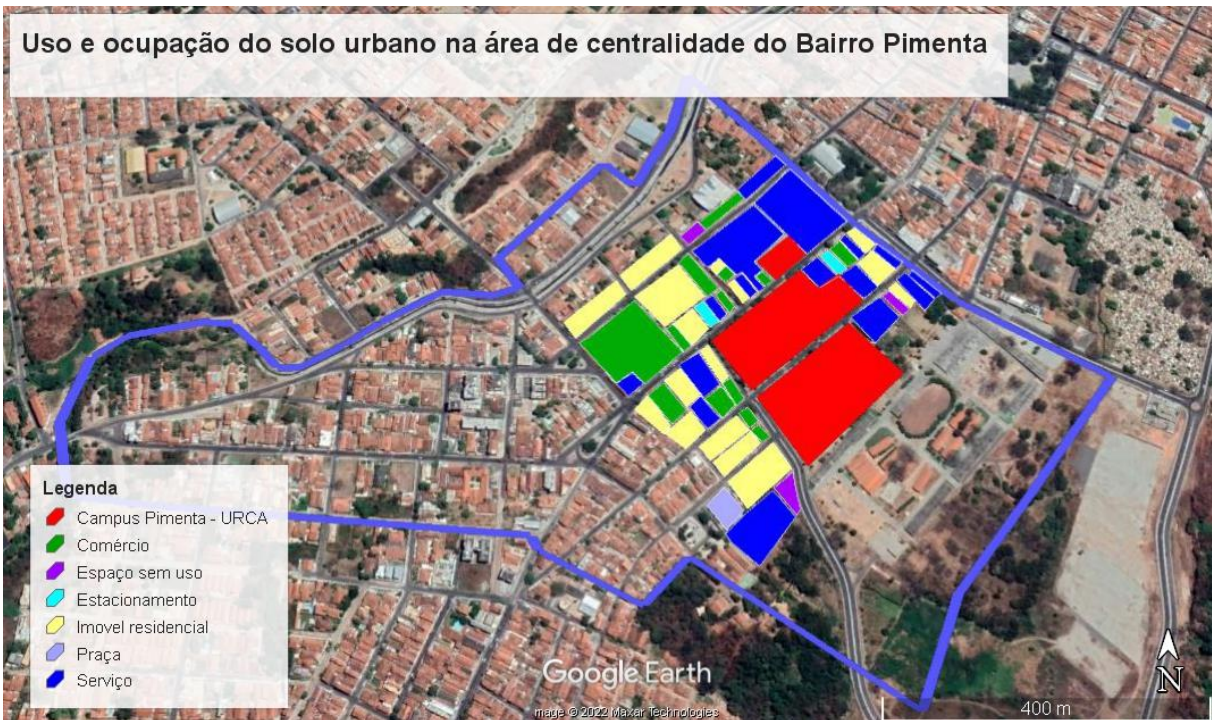 Uso e ocupação do solo urbano na área de centralidade do Bairro Pimenta
Legenda
Campus Pimenta - URCA
Comércio
Espaço sem uso
Estacionamento
Imovel residencial
Praça
Serviço
Google Earth
© 2022 Maxar Technologies
400 m
N